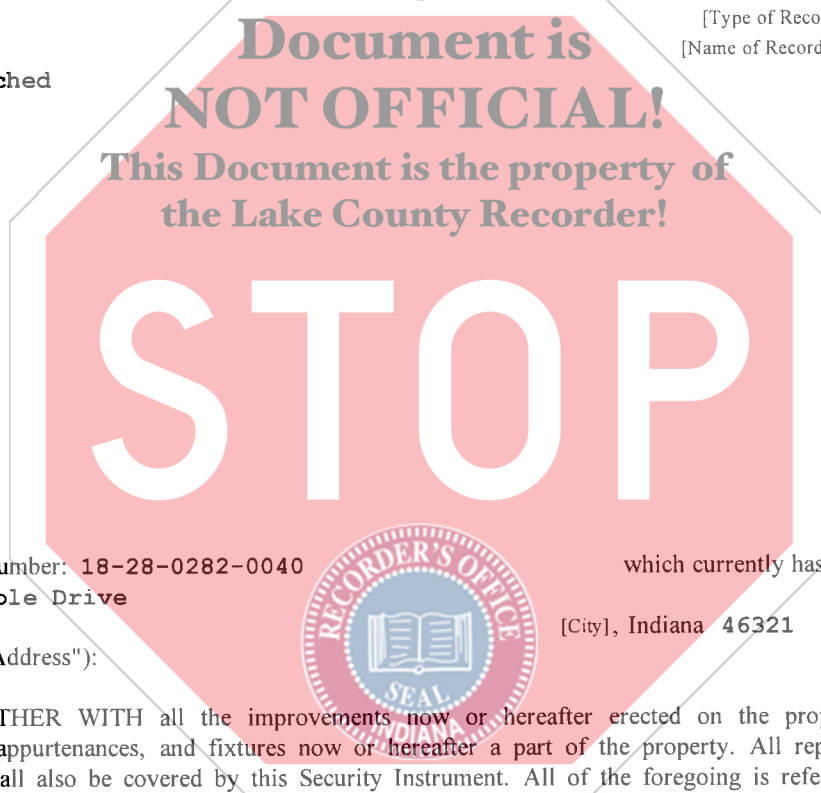 [Type of Reco
Document is
[Name of Record
ched
NOT OFFICIAL!
This Document is the property of
the Lake County Recorder!
STOP
umber: 18-28-0282-0040 which currently has
ole Drive
[City], Indiana 46321
Address"):
RECORDER'S OFFICE
SEAL
INDIANA
THER WITH all the improvements now or hereafter erected on the prop
appurtenances, and fixtures now or hereafter a part of the property. All rep
all also be covered by this Security Instrument. All of the foregoing is refe